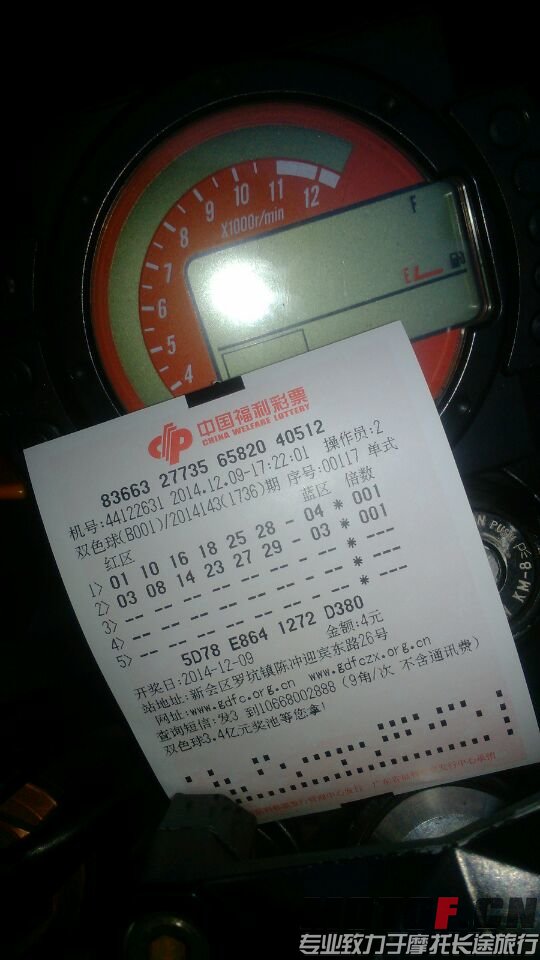 12
11
10
9
8
7
6
5
4
X1000r/min
F
E
中国福利彩票
CHINA WELFARE LOTTERY
83663 27735 65820 40512
机号:44122631 2014.12.09-17:22:01 操作员:2
双色球(B001)/2014143(1736)期 序号:00117 单式
红区 蓝区 倍数
1> 01 10 16 18 25 28 - 04 * 001
2> 03 08 14 23 27 29 - 03 * 001
3> -- -- -- -- -- -- - -- * ---
4> -- -- -- -- -- -- - -- * ---
5> -- -- -- -- -- -- - -- * ---
5D78 E864 1272 D380
开奖日:2014-12-09 金额:4元
站地址:新会区罗坑镇陈冲迎宾东路26号
网址:www.gdfc.org.cn www.gdfczx.org.cn
查询短信:发3 到10668002888 (9角/次 不含通讯费)
双色球3.4亿元奖池等您拿!
PUSH
KM-8
专业致力于摩托长途旅行